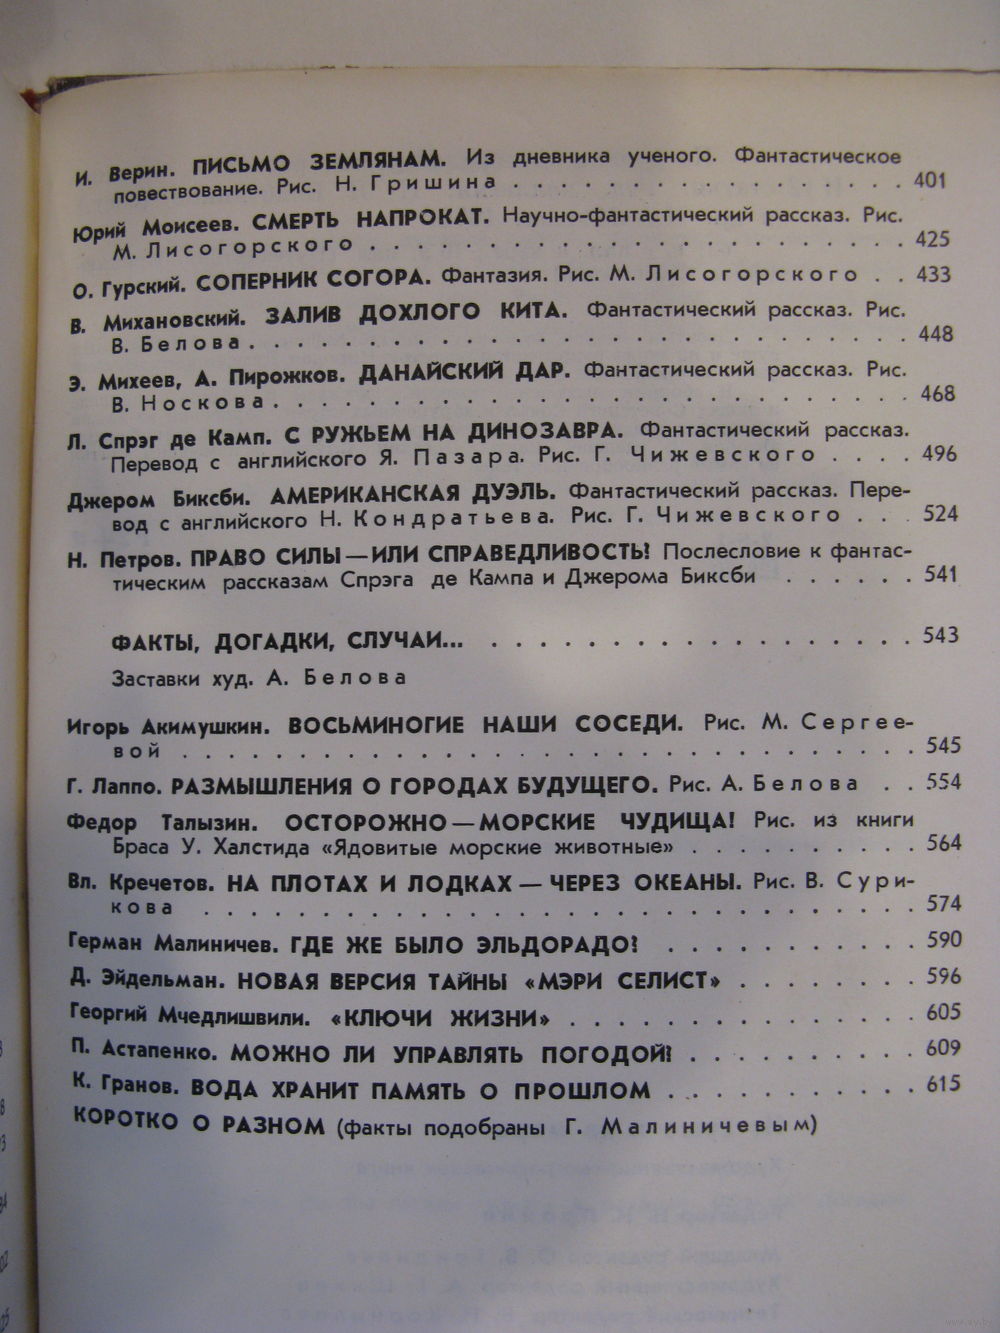 И. Верин. ПИСЬМО ЗЕМЛЯНАМ. Из дневника ученого. Фантастическое
повествование. Рис. Н. Гришина . . . . . . . . . . . . . . . . . 401
Юрий Моисеев. СМЕРТЬ НАПРОКАТ. Научно-фантастический рассказ. Рис.
М. Лисогорского . . . . . . . . . . . . . . . . . . . . . . 425
О. Гурский. СОПЕРНИК СОГОРА. Фантазия. Рис. М. Лисогорского . . 433
В. Михановский. ЗАЛИВ ДОХЛОГО КИТА. Фантастический рассказ. Рис.
В. Белова . . . . . . . . . . . . . . . . . . . . . . . . . . 448
Э. Михеев, А. Пирожков. ДАНАЙСКИЙ ДАР. Фантастический рассказ. Рис.
В. Носкова . . . . . . . . . . . . . . . . . . . . . . . . . . 468
Л. Спрэг де Камп. С РУЖЬЕМ НА ДИНОЗАВРА. Фантастический рассказ.
Перевод с английского Я. Пазара. Рис. Г. Чижевского . . . . 496
Джером Биксби. АМЕРИКАНСКАЯ ДУЭЛЬ. Фантастический рассказ. Пере-
вод с английского Н. Кондратьева. Рис. Г. Чижевского . . . 524
Н. Петров. ПРАВО СИЛЫ — ИЛИ СПРАВЕДЛИВОСТЬ? Послесловие к фантас-
тическим рассказам Спрэга де Кампа и Джерома Биксби . . . . . . 541
ФАКТЫ, ДОГАДКИ, СЛУЧАИ... . . . . . . . . . . . . . . . . . . 543
Заставки худ. А. Белова
Игорь Акимушкин. ВОСЬМИНОГИЕ НАШИ СОСЕДИ. Рис. М. Сергее-
вой . . . . . . . . . . . . . . . . . . . . . . . . . . . . 545
Г. Лаппо. РАЗМЫШЛЕНИЯ О ГОРОДАХ БУДУЩЕГО. Рис. А. Белова . . 554
Федор Талызин. ОСТОРОЖНО — МОРСКИЕ ЧУДИЩА! Рис. из книги
Браса У. Халстида «Ядовитые морские животные» . . . . . . . . . 564
Вл. Кречетов. НА ПЛОТАХ И ЛОДКАХ — ЧЕРЕЗ ОКЕАНЫ. Рис. В. Сури-
кова . . . . . . . . . . . . . . . . . . . . . . . . . . . 574
Герман Малиничев. ГДЕ ЖЕ БЫЛО ЭЛЬДОРАДО? . . . . . . . . . . 590
Д. Эйдельман. НОВАЯ ВЕРСИЯ ТАЙНЫ «МЭРИ СЕЛИСТ» . . . . . . . 596
Георгий Мчедлишвили. «КЛЮЧИ ЖИЗНИ» . . . . . . . . . . . . . . 605
П. Астапенко. МОЖНО ЛИ УПРАВЛЯТЬ ПОГОДОЙ? . . . . . . . . . 609
К. Гранов. ВОДА ХРАНИТ ПАМЯТЬ О ПРОШЛОМ . . . . . . . . . . 615
КОРОТКО О РАЗНОМ (факты подобраны Г. Малиничевым)